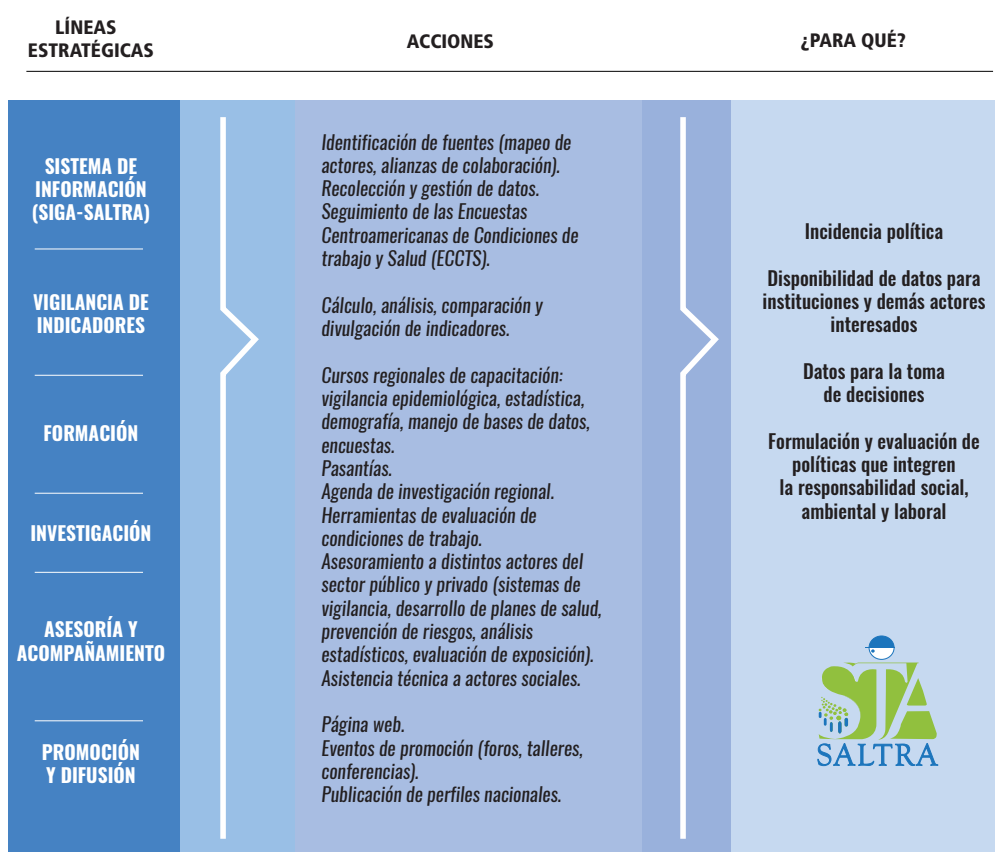 LÍNEAS
ESTRATÉGICAS
ACCIONES
¿PARA QUÉ?
SISTEMA DE
INFORMACIÓN
(SIGA-SALTRA)
VIGILANCIA DE
INDICADORES
FORMACIÓN
INVESTIGACIÓN
ASESORÍA Y
ACOMPAÑAMIENTO
PROMOCIÓN
Y DIFUSIÓN
Identificación de fuentes (mapeo de
actores, alianzas de colaboración).
Recolección y gestión de datos.
Seguimiento de las Encuestas
Centroamericanas de Condiciones de
trabajo y Salud (ECCTS).
Cálculo, análisis, comparación y
divulgación de indicadores.
Cursos regionales de capacitación:
vigilancia epidemiológica, estadística,
demografía, manejo de bases de datos,
encuestas.
Pasantías.
Agenda de investigación regional.
Herramientas de evaluación de
condiciones de trabajo.
Asesoramiento a distintos actores del
sector público y privado (sistemas de
vigilancia, desarrollo de planes de salud,
prevención de riesgos, análisis
estadísticos, evaluación de exposición).
Asistencia técnica a actores sociales.
Página web.
Eventos de promoción (foros, talleres,
conferencias).
Publicación de perfiles nacionales.
Incidencia política
Disponibilidad de datos para
instituciones y demás actores
interesados
Datos para la toma
de decisiones
Formulación y evaluación de
políticas que integren
la responsabilidad social,
ambiental y laboral
STA
SALTRA